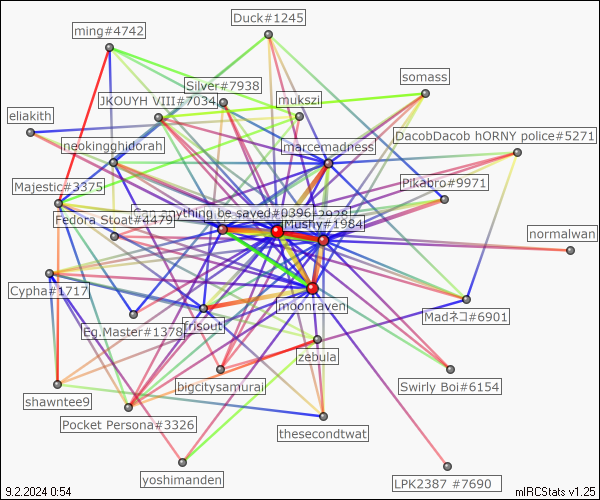 Duck#1245
ming#4742
somass
Silver#7938
JKOUYH VIII#7034
mukszi
eliakith
DacobDacob hORNY police#5271
neokingghidorah
marcemadness
Majestic#3375
Pikabro#9971
Can anything be saved#0396
Fedora Stoat#4479
Mushy#1984
normalwan
Cypha#1717
moonraven
Madネコ#6901
Eg.Master#1378
frisout
zebula
bigcitysamurai
Swirly Boi#6154
shawntee9
Pocket Persona#3326
thesecondtwat
yoshimanden
LPK2387 #7690
9.2.2024 0:54
mIRCStats v1.25